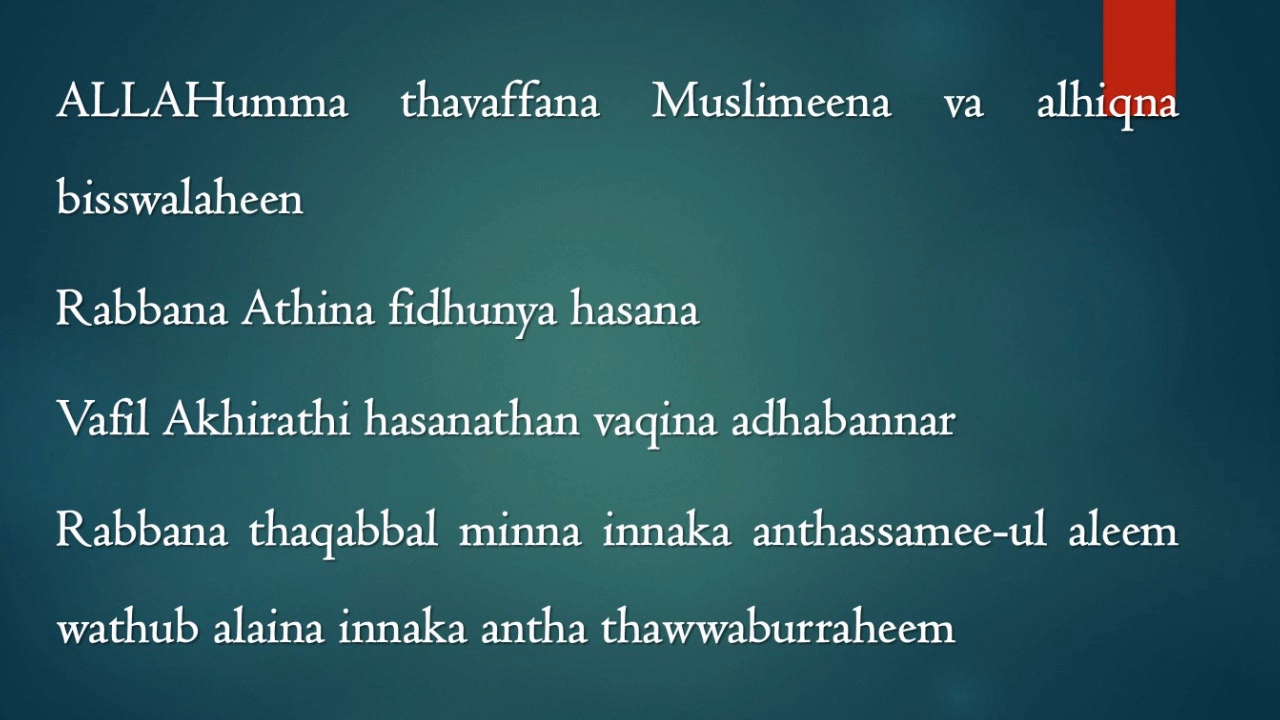 ALLAHumma thavaffana Muslimeena va alhiqna
bisswalaheen
Rabbana Athina fidhunya hasana
Vafil Akhirathi hasanathan vaqina adhabannar
Rabbana thaqabbal minna innaka anthassamee-ul aleem
wathub alaina innaka antha thawwaburraheem